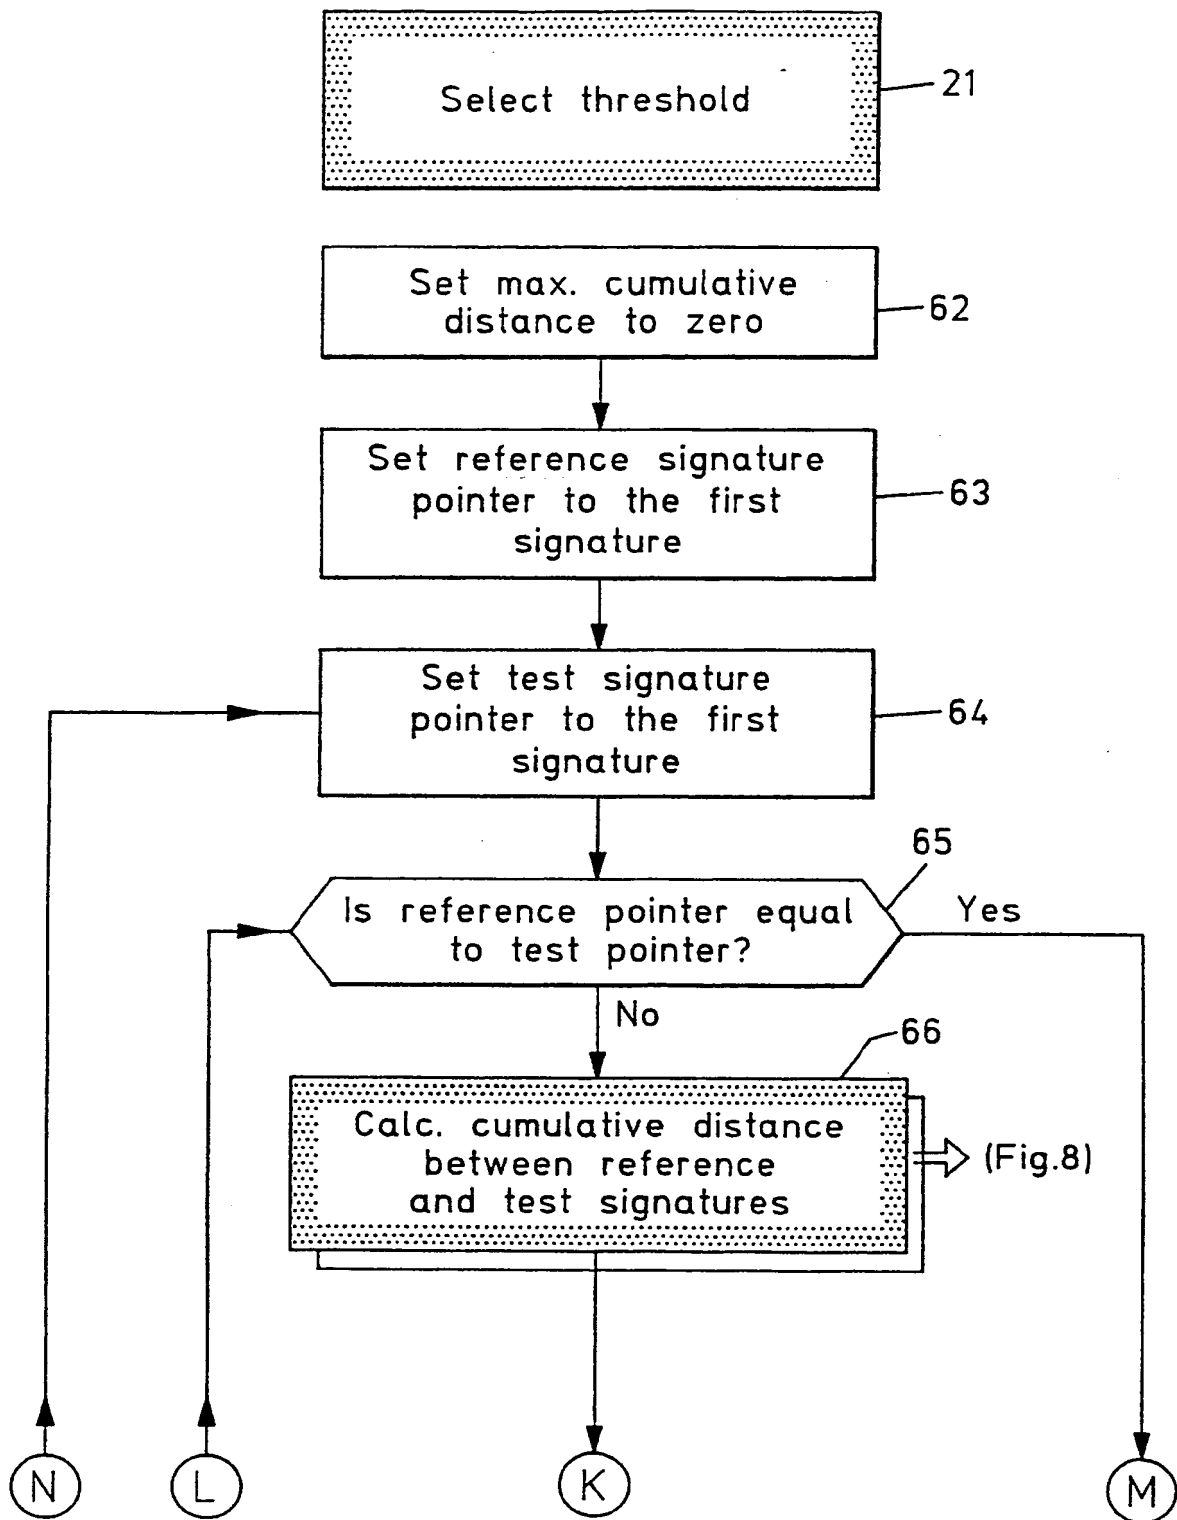 Select threshold
21
Set max. cumulative
distance to zero
62
Set reference signature
pointer to the first
signature
63
Set test signature
pointer to the first
signature
64
65
Is reference pointer equal
to test pointer?
Yes
No
66
Calc. cumulative distance
between reference
and test signatures
(Fig.8)
N
L
K
M